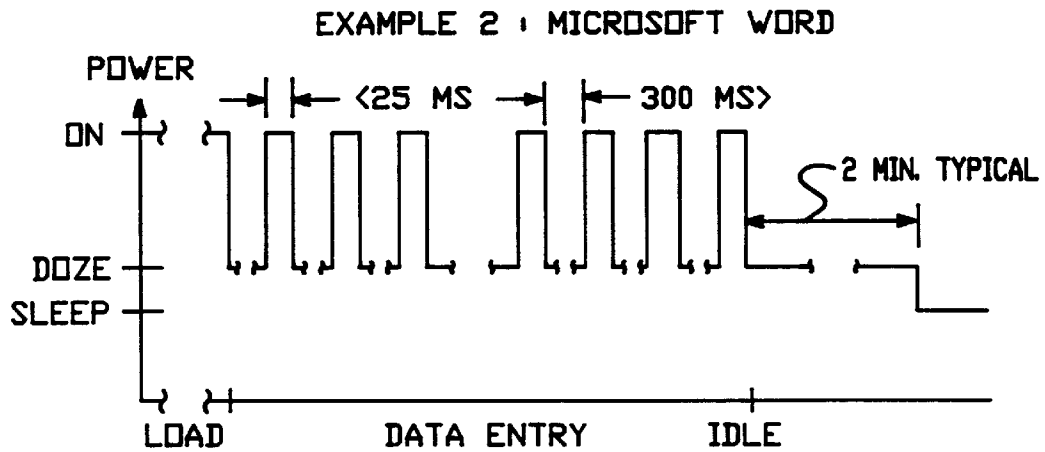 EXAMPLE 2 : MICROSOFT WORD
POWER
<25 MS
300 MS>
ON
2 MIN. TYPICAL
DOZE
SLEEP
LOAD
DATA ENTRY
IDLE